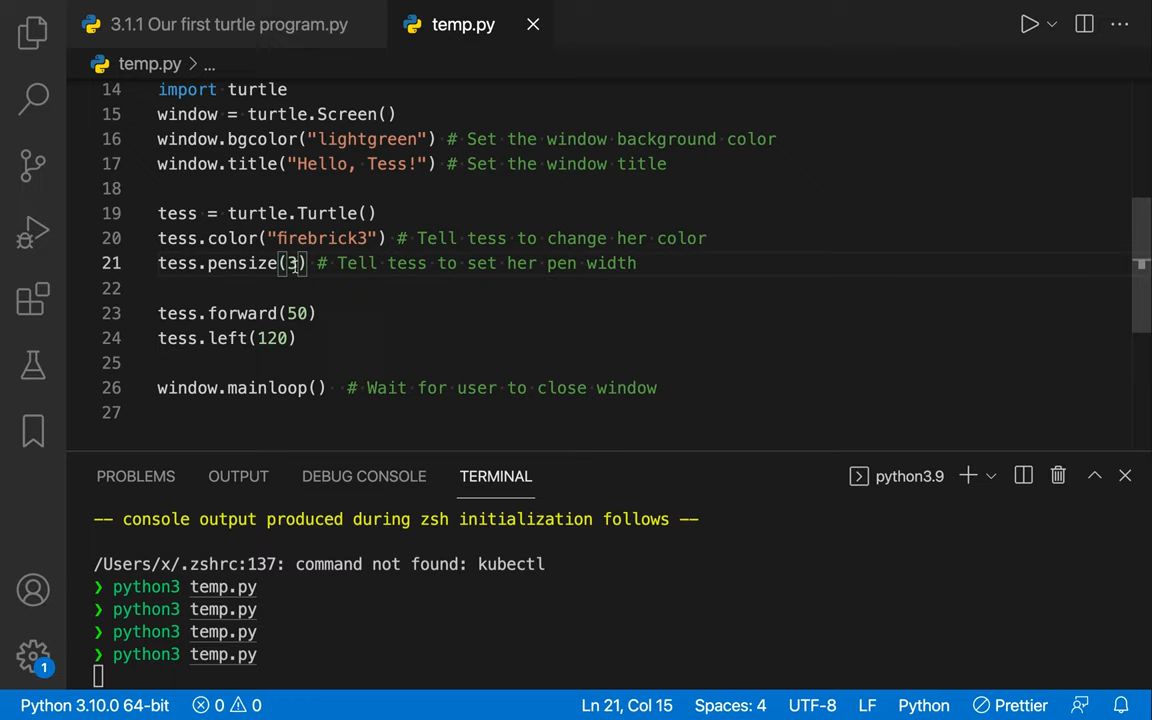 3.1.1 Our first turtle program.py
temp.py
temp.py > ...
14 import turtle
15 window = turtle.Screen()
16 window.bgcolor("lightgreen") # Set the window background color
17 window.title("Hello, Tess!") # Set the window title
18
19 tess = turtle.Turtle()
20 tess.color("firebrick3") # Tell tess to change her color
21 tess.pensize(3) # Tell tess to set her pen width
22
23 tess.forward(50)
24 tess.left(120)
25
26 window.mainloop()  # Wait for user to close window
27
PROBLEMS OUTPUT DEBUG CONSOLE TERMINAL python3.9
-- console output produced during zsh initialization follows --
/Users/x/.zshrc:137: command not found: kubectl
❯ python3 temp.py
❯ python3 temp.py
❯ python3 temp.py
❯ python3 temp.py
1
Python 3.10.0 64-bit 0 0 Ln 21, Col 15 Spaces: 4 UTF-8 LF Python Prettier